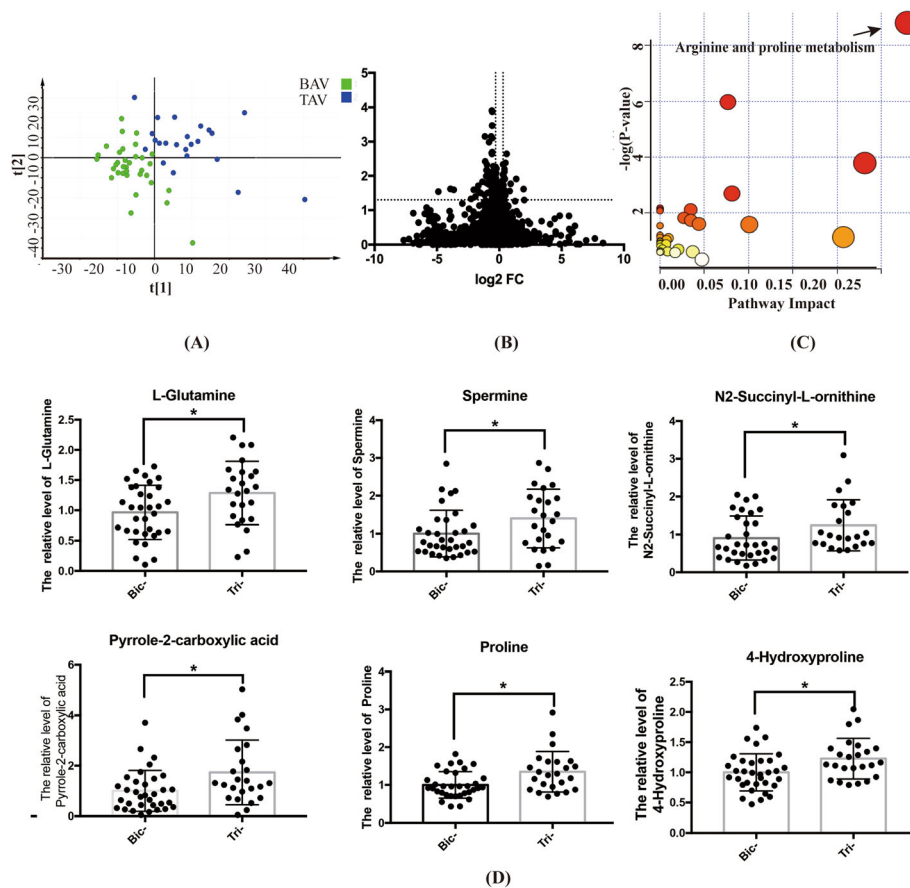 BAV
TAV
t[2]
30
20
10
0
-10
-20
-30
-40
-30
-20
-10
0
10
20
30
40
t[1]
(A)
B)
5
4
3
2
1
0
-10
-5
0
5
10
log2 FC
(B)
C)
Arginine and proline metabolism
-log(P-value)
8
6
4
2
0.00
0.05
0.10
0.15
0.20
0.25
Pathway Impact
(C)
L-Glutamine
The relative level of L-Glutamine
2.5
2.0
1.5
1.0
0.5
0.0
*
Bic-
Tri-
Spermine
The relative level of Spermine
4
3
2
1
0
*
Bic-
Tri-
N2-Succinyl-L-ornithine
The relative level of
N2-Succinyl-L-ornithine
4
3
2
1
0
*
Bic-
Tri-
Pyrrole-2-carboxylic acid
The relative level of
Pyrrole-2-carboxylic acid
6
4
2
0
*
Bic-
Tri-
Proline
The relative level of Proline
4
3
2
1
0
*
Bic-
Tri-
4-Hydroxyproline
The relative level of
4-Hydroxyproline
2.5
2.0
1.5
1.0
0.5
0.0
*
Bic-
Tri-
(D)